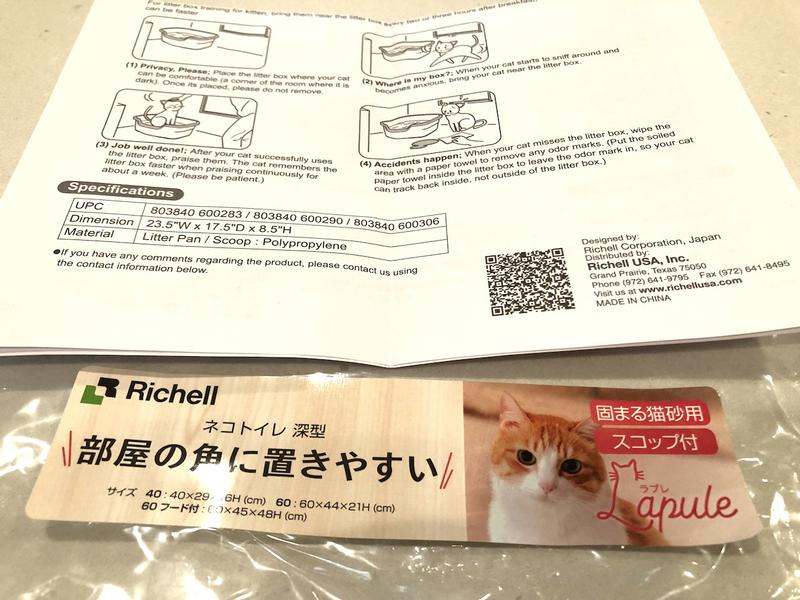 For litter box training for kitten, bring them near the litter box every two or three hours after breakfast,
can be faster.
(1) Privacy, Please; Place the litter box where your cat
can be comfortable (a corner of the room where it is
dark). Once its placed, please do not remove.
(2) Where is my box?; When your cat starts to sniff around and
becomes anxious, bring your cat near the litter box.
(3) Job well done!; After your cat successfully uses
the litter box, praise them. The cat remembers the
litter box faster when praising continuously for
about a week. (Please be patient.)
(4) Accidents happen; When your cat misses the litter box, wipe the
area with a paper towel to remove any odor marks. (Put the soiled
paper towel inside the litter box to leave the odor mark in, so your cat
can track back inside, not outside of the litter box.)
Specifications
UPC 803840 600283 / 803840 600290 / 803840 600306
Dimension 23.5"W x 17.5"D x 8.5"H
Material Litter Pan / Scoop : Polypropylene
●If you have any comments regarding the product, please contact us using
the contact information below.
Designed by:
Richell Corporation, Japan
Distributed by:
Richell USA, Inc.
Grand Prairie, Texas 75050
Phone (972) 641-9795 Fax (972) 641-8495
Visit us at www.richellusa.com
MADE IN CHINA
Richell
ネコトイレ 深型
部屋の角に置きやすい
サイズ 40:40×29 6H(cm) 60:60×44×21H(cm)
60 フード付:60×45×48H(cm)
固まる猫砂用
スコップ付
ラプレ
Lapule